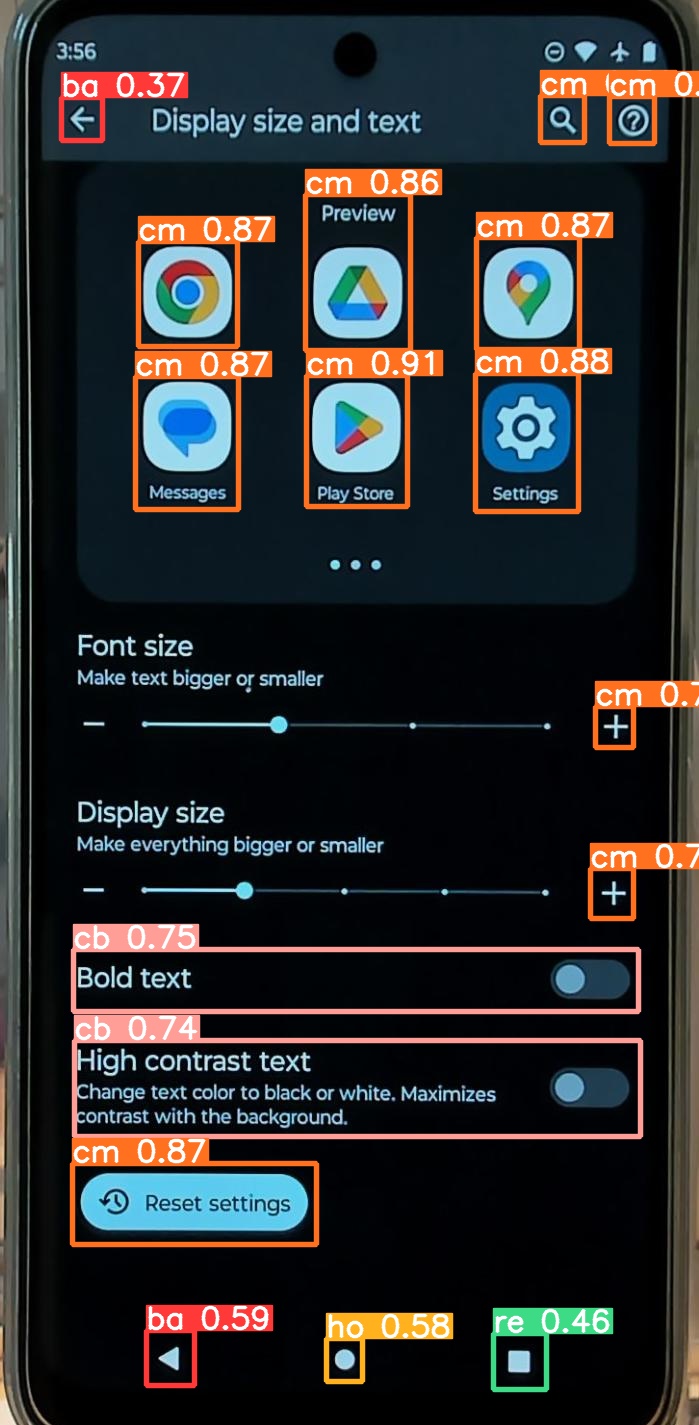 3:56
ba 0.37
cm
cm 0.
Display size and text
cm 0.86
Preview
cm 0.87
cm 0.87
cm 0.87
cm 0.91
cm 0.88
Messages
Play Store
Settings
Font size
Make text bigger or smaller
cm 0.7
Display size
Make everything bigger or smaller
cm 0.7
cb 0.75
Bold text
cb 0.74
High contrast text
Change text color to black or white. Maximizes
contrast with the background.
cm 0.87
Reset settings
ba 0.59
ho 0.58
re 0.46